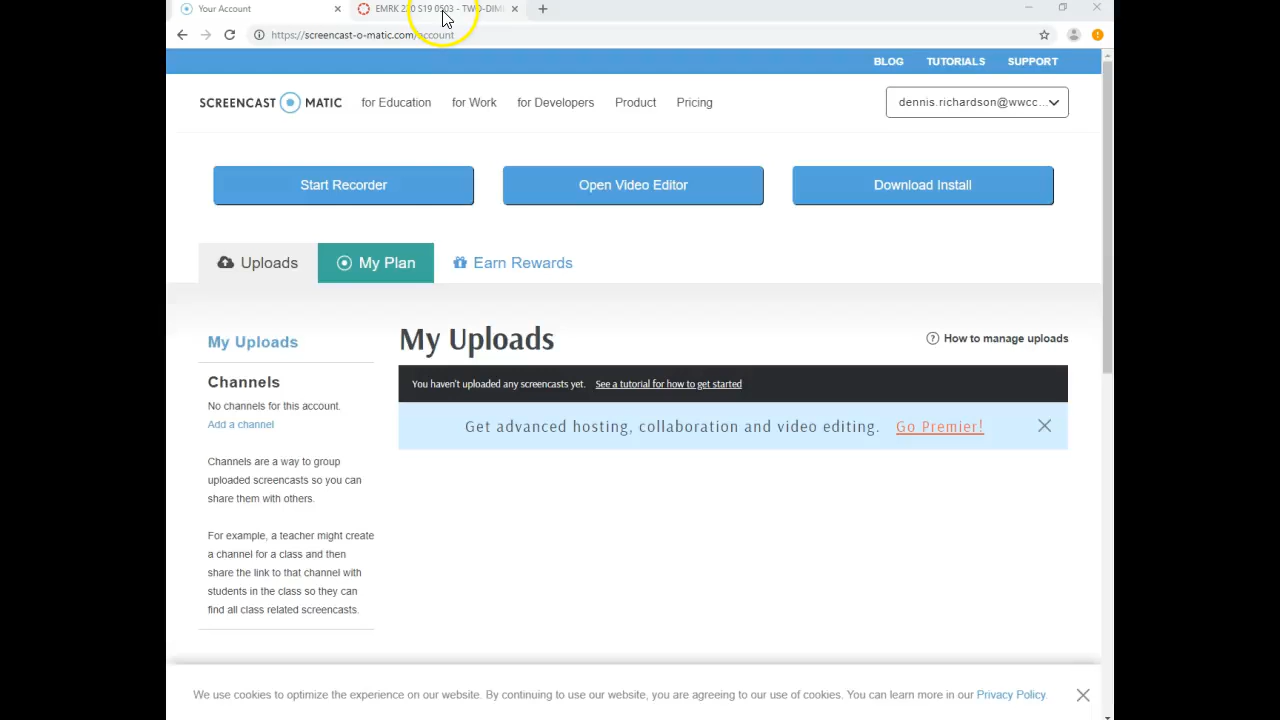 Your Account
EMRK 220 S19 0503 - TWO-DIM
https://screencast-o-matic.com/account
BLOG TUTORIALS SUPPORT
SCREENCAST MATIC for Education for Work for Developers Product Pricing dennis.richardson@wwcc...
Start Recorder Open Video Editor Download Install
Uploads My Plan Earn Rewards
My Uploads
My Uploads
How to manage uploads
Channels
No channels for this account.
Add a channel
Channels are a way to group
uploaded screencasts so you can
share them with others.
For example, a teacher might create
a channel for a class and then
share the link to that channel with
students in the class so they can
find all class related screencasts.
You haven't uploaded any screencasts yet. See a tutorial for how to get started
Get advanced hosting, collaboration and video editing. Go Premier!
We use cookies to optimize the experience on our website. By continuing to use our website, you are agreeing to our use of cookies. You can learn more in our Privacy Policy.